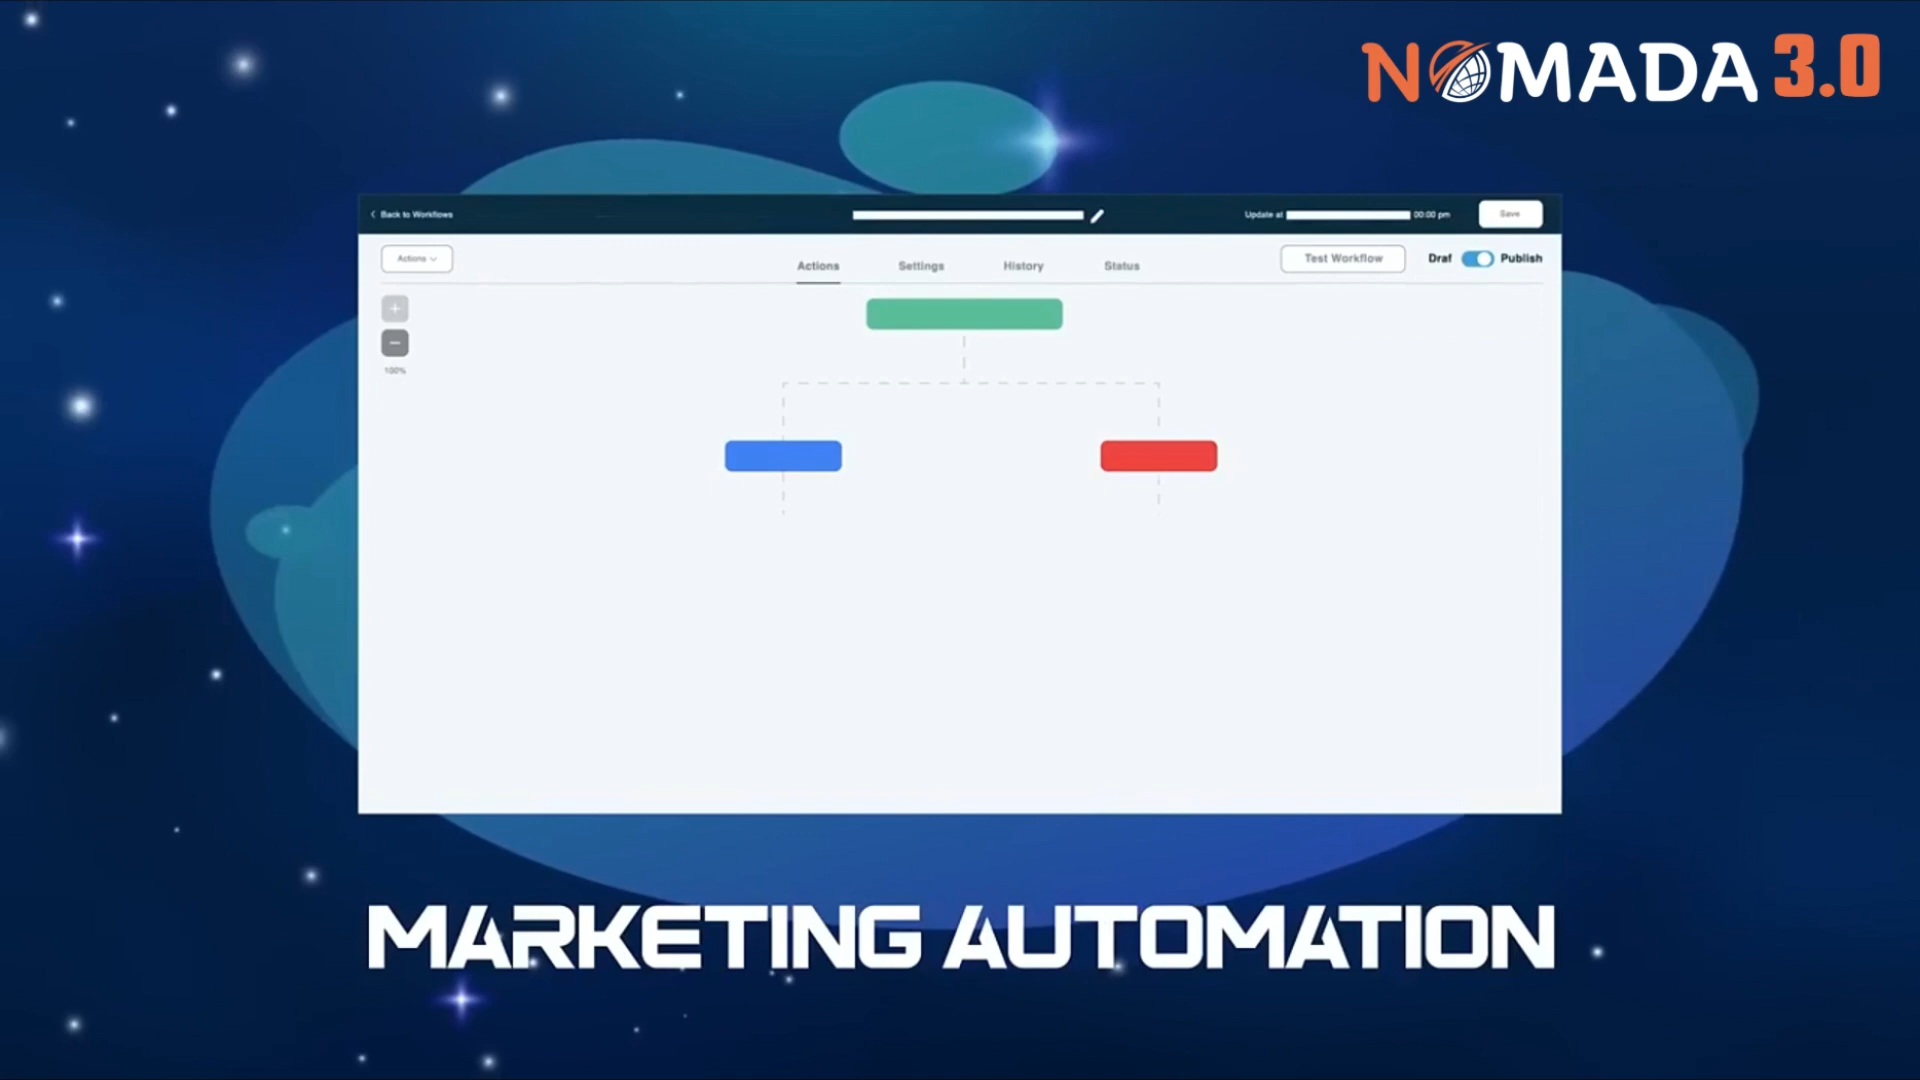 NOMADA 3.0
Back to Workflows
Update at 00:00 pm
Save
Actions
Actions Settings History Status
Test Workflow
Draf Publish
+
−
100%
MARKETING AUTOMATION